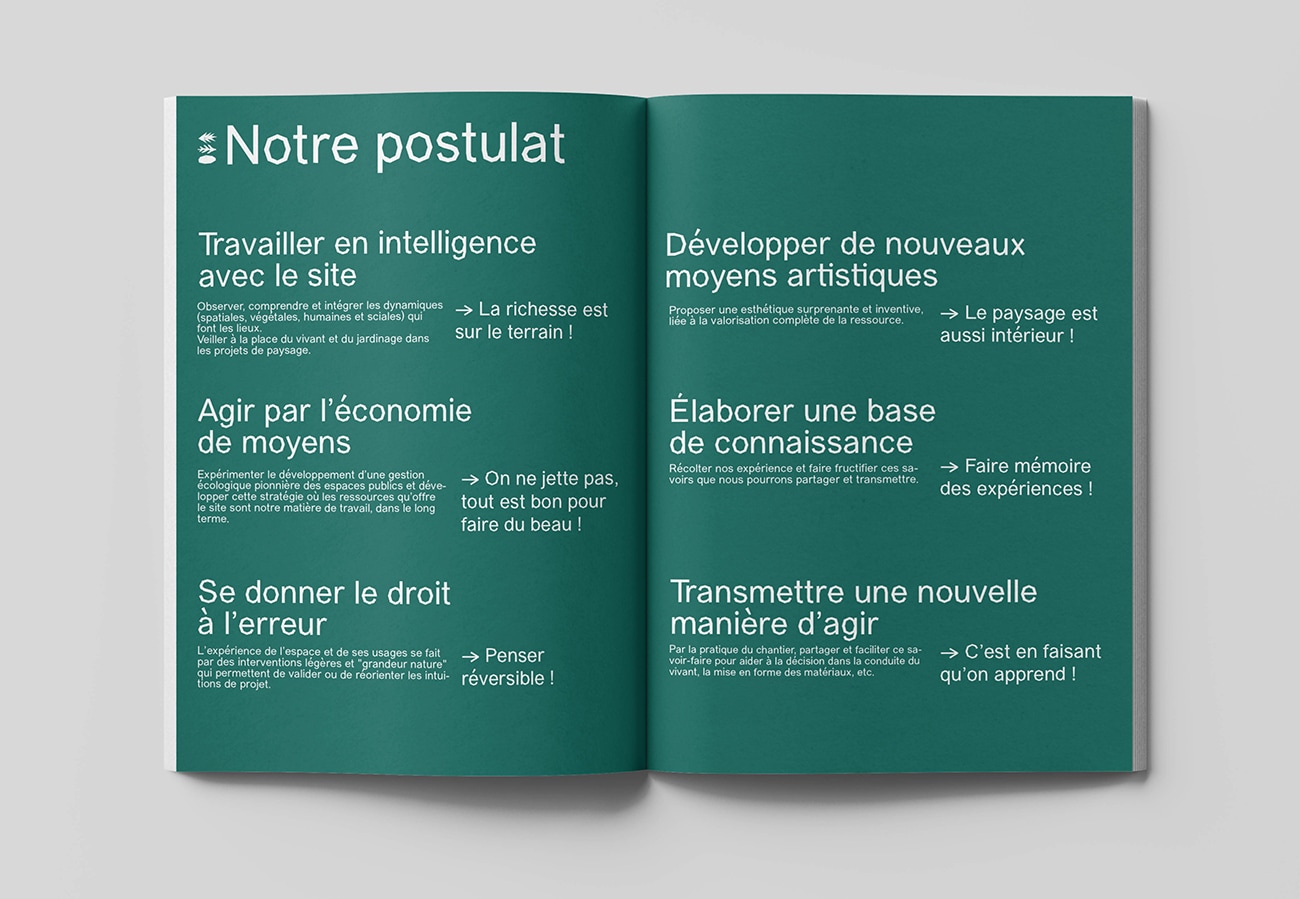 Notre postulat
Travailler en intelligence
avec le site
Observer, comprendre et intégrer les dynamiques
(spatiales, végétales, humaines et sciales) qui
font les lieux.
Veiller à la place du vivant et du jardinage dans
les projets de paysage.
→ La richesse est
sur le terrain !
Agir par l'économie
de moyens
Expérimenter le développement d'une gestion
écologique pionnière des espaces publics et déve-
lopper cette stratégie où les ressources qu'offre
le site sont notre matière de travail, dans le long
terme.
→ On ne jette pas,
tout est bon pour
faire du beau !
Se donner le droit
à l'erreur
L'expérience de l'espace et de ses usages se fait
par des interventions légères et "grandeur nature"
qui permettent de valider ou de réorienter les intui-
tions de projet.
→ Penser
réversible !
Développer de nouveaux
moyens artistiques
Proposer une esthétique surprenante et inventive,
liée à la valorisation complète de la ressource.
→ Le paysage est
aussi intérieur !
Élaborer une base
de connaissance
Récolter nos expérience et faire fructifier ces sa-
voirs que nous pourrons partager et transmettre.
→ Faire mémoire
des expériences !
Transmettre une nouvelle
manière d'agir
Par la pratique du chantier, partager et faciliter ce sa-
voir-faire pour aider à la décision dans la conduite du
vivant, la mise en forme des matériaux, etc.
→ C'est en faisant
qu'on apprend !